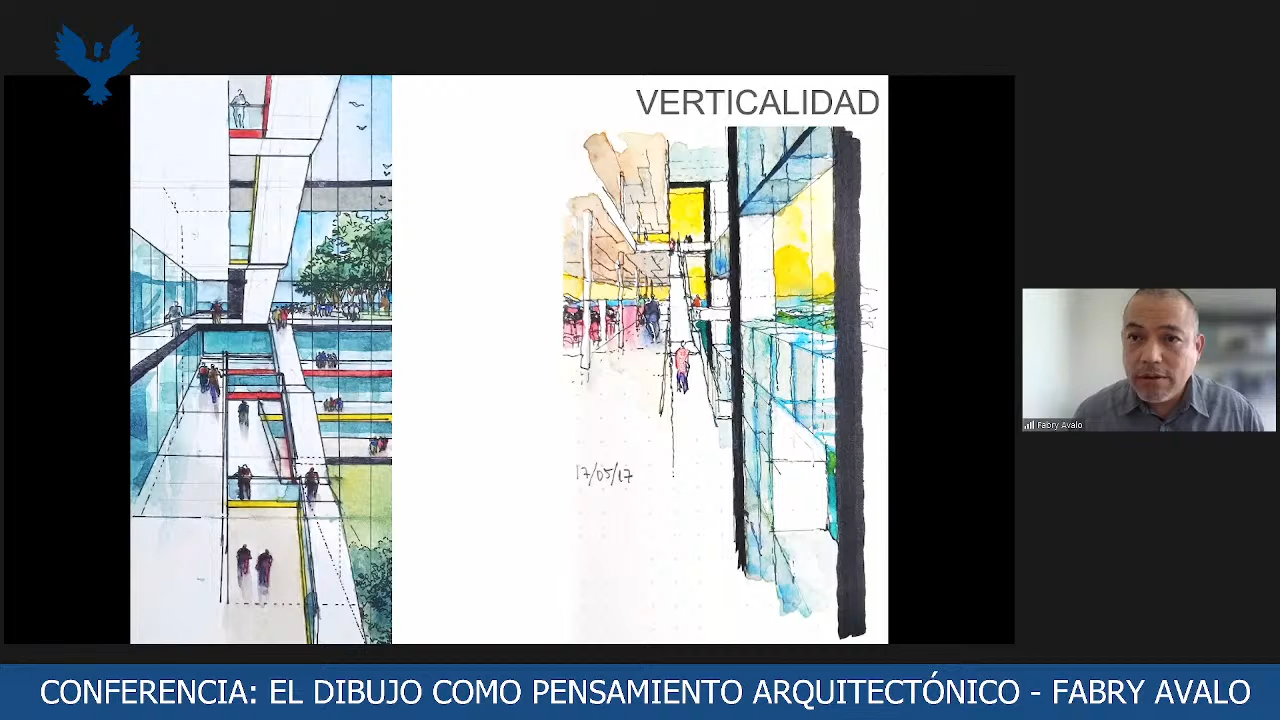 VERTICALIDAD
17/05/17
Fabry Avalo
CONFERENCIA: EL DIBUJO COMO PENSAMIENTO ARQUITECTÓNICO - FABRY AVALO